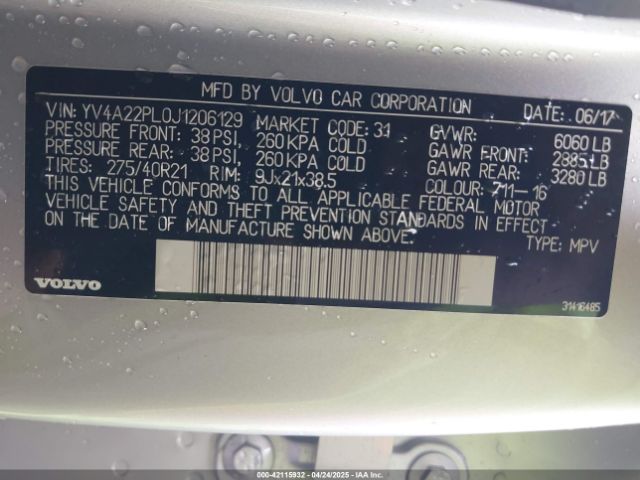 MFD BY VOLVO CAR CORPORATION DATE: 06/17
VIN: YV4A22PL0J1206129 MARKET CODE: 31 GVWR: 6060 LB
PRESSURE FRONT: 38 PSI, 260 KPA COLD GAWR FRONT: 2885 LB
PRESSURE REAR: 38 PSI, 260 KPA COLD GAWR REAR: 3280 LB
TIRES: 275/40R21 RIM: 9Jx21x38.5 COLOUR: 711-16
THIS VEHICLE CONFORMS TO ALL APPLICABLE FEDERAL MOTOR
VEHICLE SAFETY AND THEFT PREVENTION STANDARDS IN EFFECT
ON THE DATE OF MANUFACTURE SHOWN ABOVE. TYPE: MPV
VOLVO 31416485
000-42115932 04/24/2025 IAA Inc.